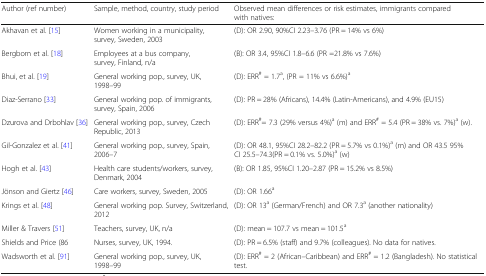 Author (ref number) Sample, method, country, study period Observed mean differences or risk estimates, immigrants compared
with natives:
Akhavan et al. [15] Women working in a municipality, (D): OR 2.90, 90%CI 2.23–3.76 (PR = 14% vs 6%)
survey, Sweden, 2003
Bergbom et al. [18] Employees at a bus company, (B): OR 3.4, 95%CI 1.8–6.6 (PR =21.8% vs 7.6%)
survey, Finland, n/a
Bhui, et al. [19] General working pop., survey, UK, (D): ERR# = 1.7a, (PR = 11% vs 6.6%)a
1998–99
Diaz-Serrano [33] General working pop. of immigrants, (D): PR = 28% (Africans), 14.4% (Latin-Americans), and 4.9% (EU15)
survey, Spain, 2006
Dzurova and Drbohlav [36] General working pop., survey, Czech (D): ERR#= 7.3 (29% versus 4%)a (m) and ERR# = 5.4 (PR = 38% vs. 7%)a (w).
Republic, 2013
Gil-Gonzalez et al. [41] General working pop., survey, Spain, (D): OR 48.1, 95%CI 28.2–82.2 (PR = 5.7% vs 0.1%)a (m) and OR 43.5 95%
2006–7 CI 25.5–74.3(PR = 0.1% vs. 5.0%)a (w)
Hogh et al. [43] Health care students/workers, survey, (B): OR 1.85, 95%CI 1.20–2.87 (PR = 15.2% vs 8.5%)
Denmark, 2004
Jönson and Giertz [46] Care workers, survey, Sweden, 2005 (D): OR 1.66a
Krings et al. [48] General working pop. Survey, Switzerland, (D): OR 13a (German/French) and OR 7.3a (another nationality)
2012
Miller & Travers [51] Teachers, survey, UK, n/a (D): mean = 107.7 vs mean = 101.5a
Shields and Price (86 Nurses, survey, UK, 1994. (D): PR = 6.5% (staff) and 9.7% (colleagues). No data for natives.
Wadsworth et al. [91] General working pop., survey, UK, (D): ERR# = 2 (African–Caribbean) and ERR# = 1.2 (Bangladesh). No statistical
1998–99 test.